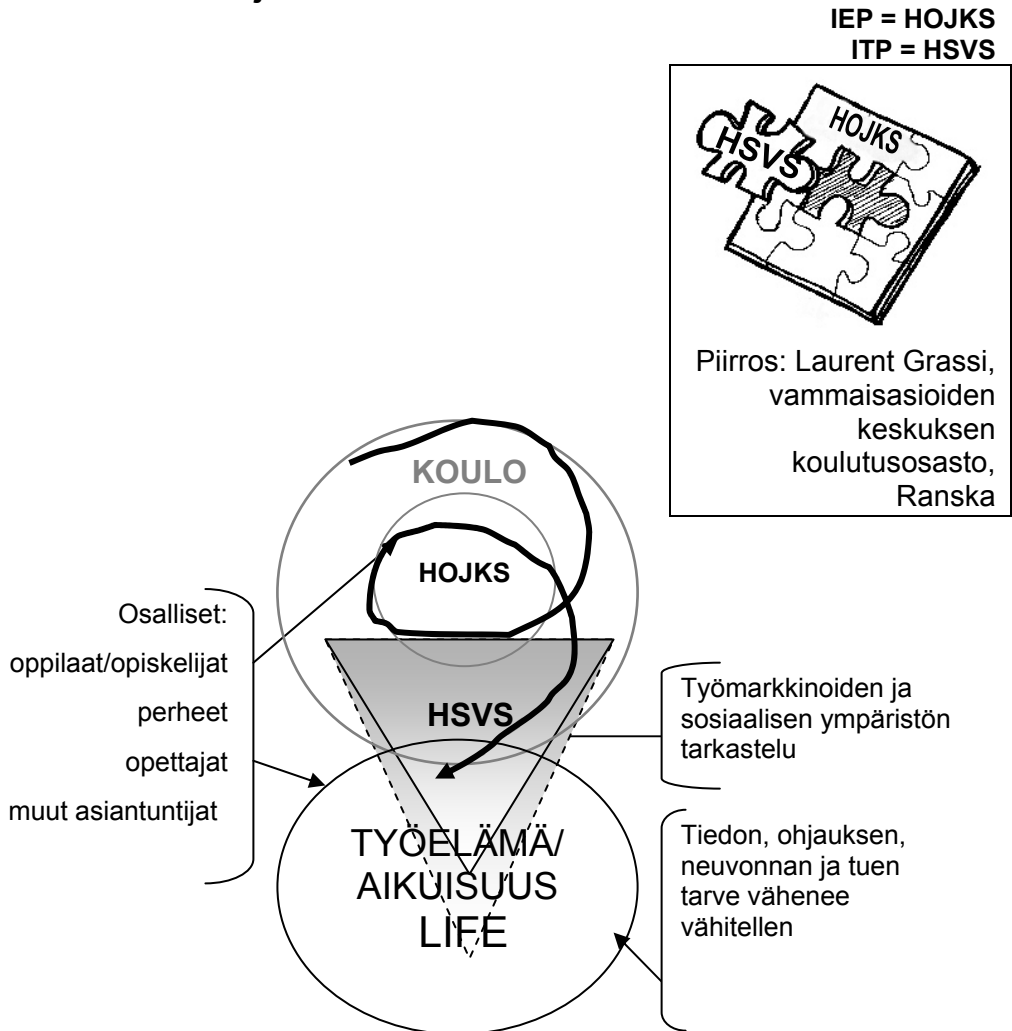 IEP = HOJKS
ITP = HSVS
HOJKS
HSVS
Piirros: Laurent Grassi,
vammaisasioiden
keskuksen
koulutusosasto,
Ranska
KOULO
HOJKS
HSVS
Osalliset:
oppilaat/opiskelijat
perheet
opettajat
muut asiantuntijat
Työmarkkinoiden ja
sosiaalisen ympäristön
tarkastelu
TYÖELÄMÄ/
AIKUISUUS
LIFE
Tiedon, ohjauksen,
neuvonnan ja tuen
tarve vähenee
vähitellen